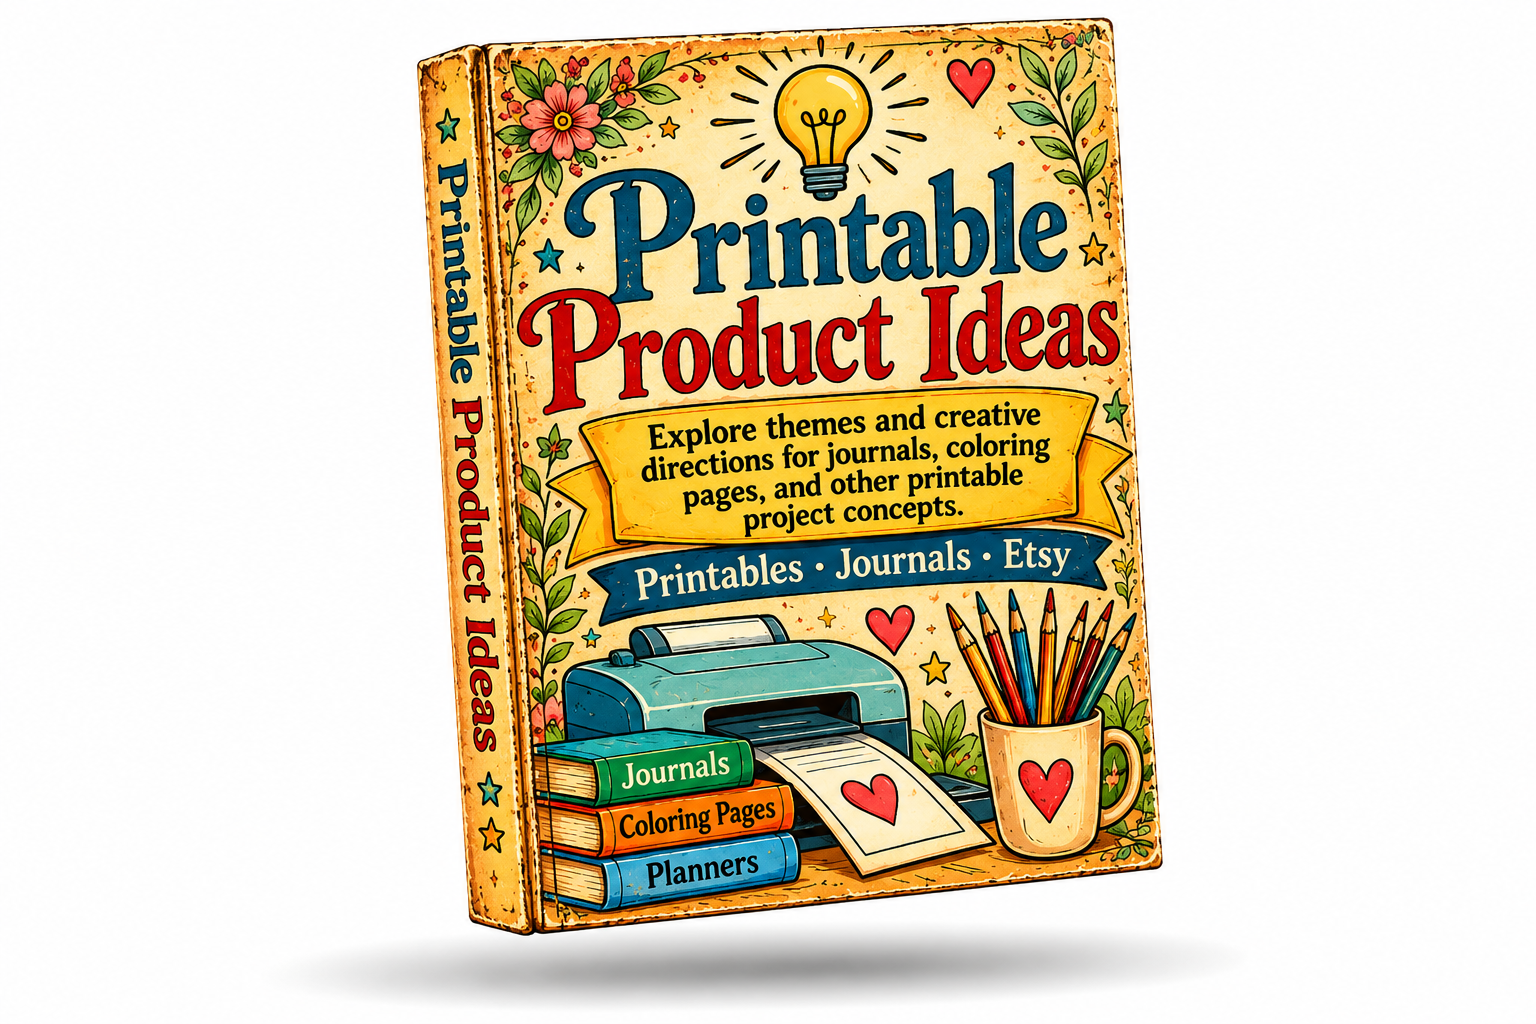 Printable Product Ideas
Printable
Product Ideas
Explore themes and creative
directions for journals, coloring
pages, and other printable
project concepts.
Printables · Journals · Etsy
Journals
Coloring Pages
Planners